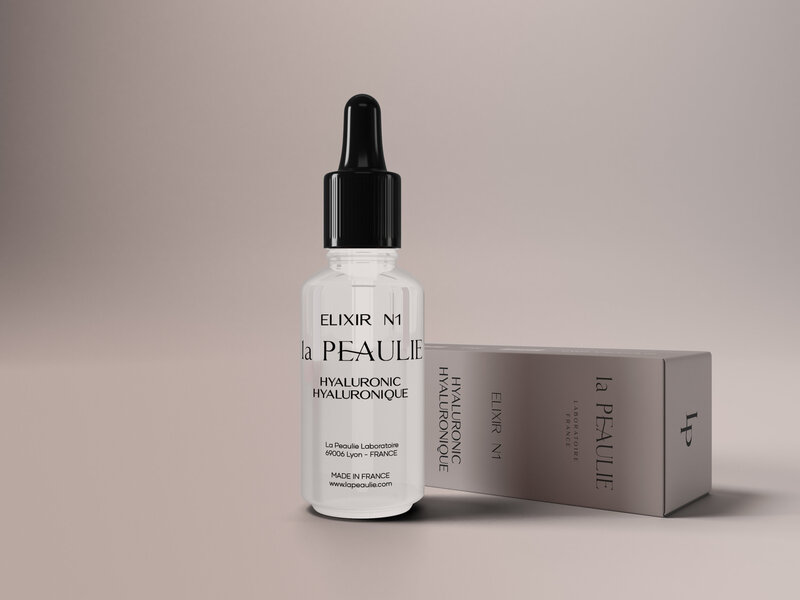 ELIXIR N1
la PEAULIE
HYALURONIC
HYALURONIQUE
La Peaulie Laboratoire
69006 Lyon - FRANCE
MADE IN FRANCE
www.lapeaulie.com
la PEAULIE
LABORATOIRE
FRANCE
ELIXIR N1
HYALURONIC
HYALURONIQUE
LP